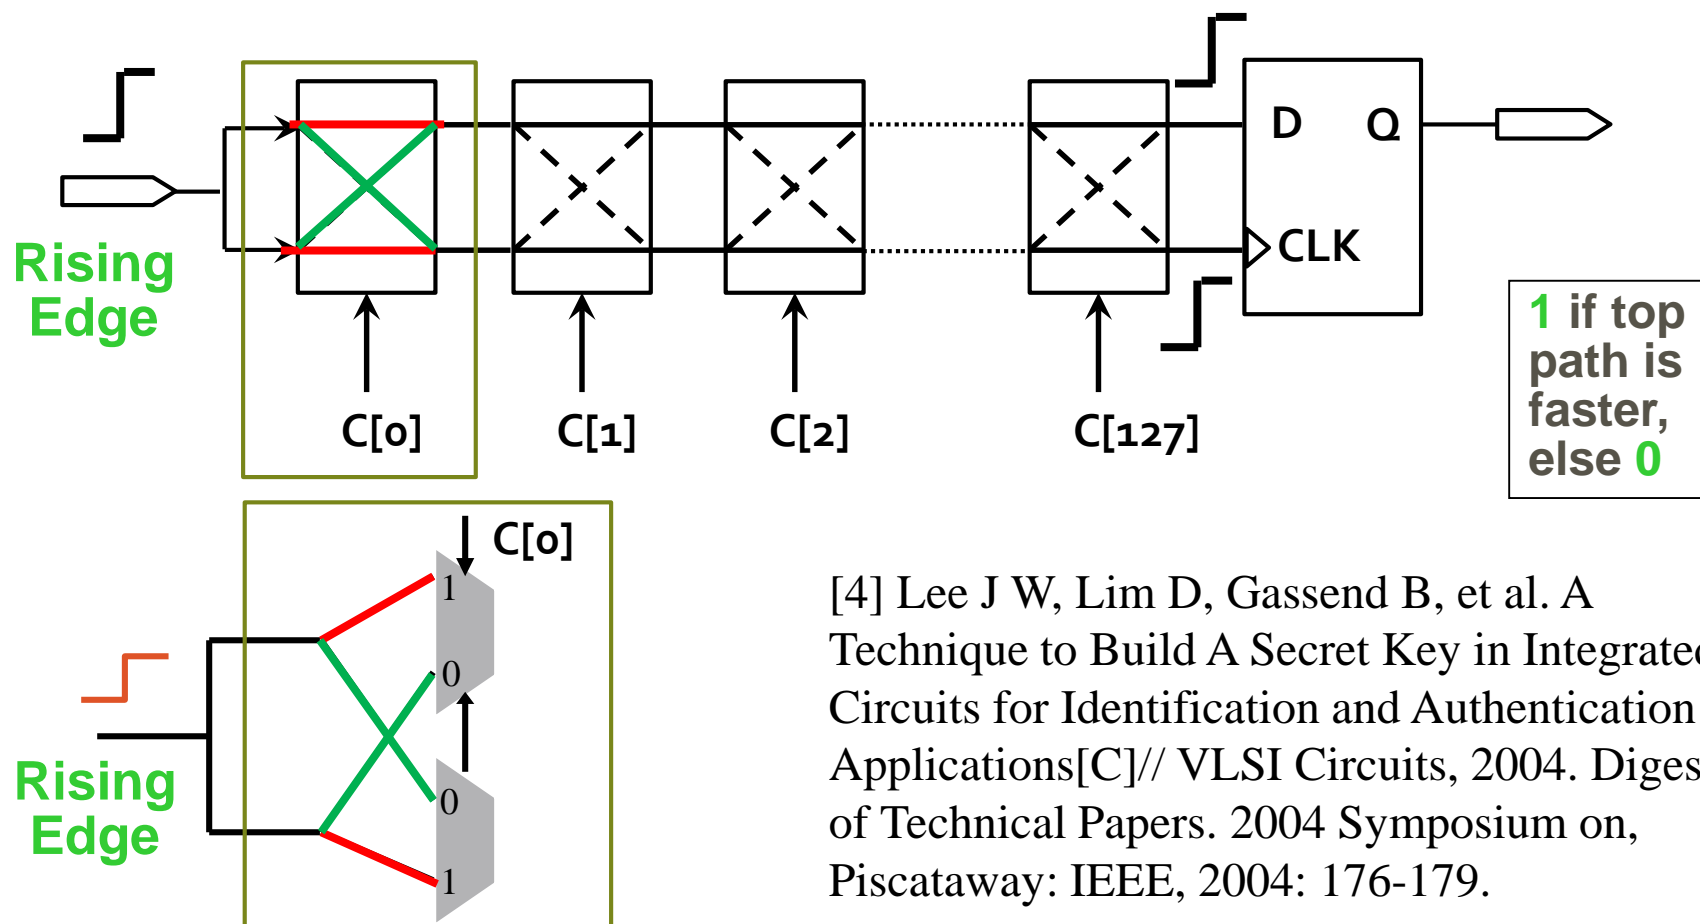 Rising
Edge
D Q
CLK
C[0] C[1] C[2] C[127]
1 if top
path is
faster,
else 0
C[0]
1
0
0
1
Rising
Edge
[4] Lee J W, Lim D, Gassend B, et al. A
Technique to Build A Secret Key in Integrated
Circuits for Identification and Authentication
Applications[C]// VLSI Circuits, 2004. Diges
of Technical Papers. 2004 Symposium on,
Piscataway: IEEE, 2004: 176-179.